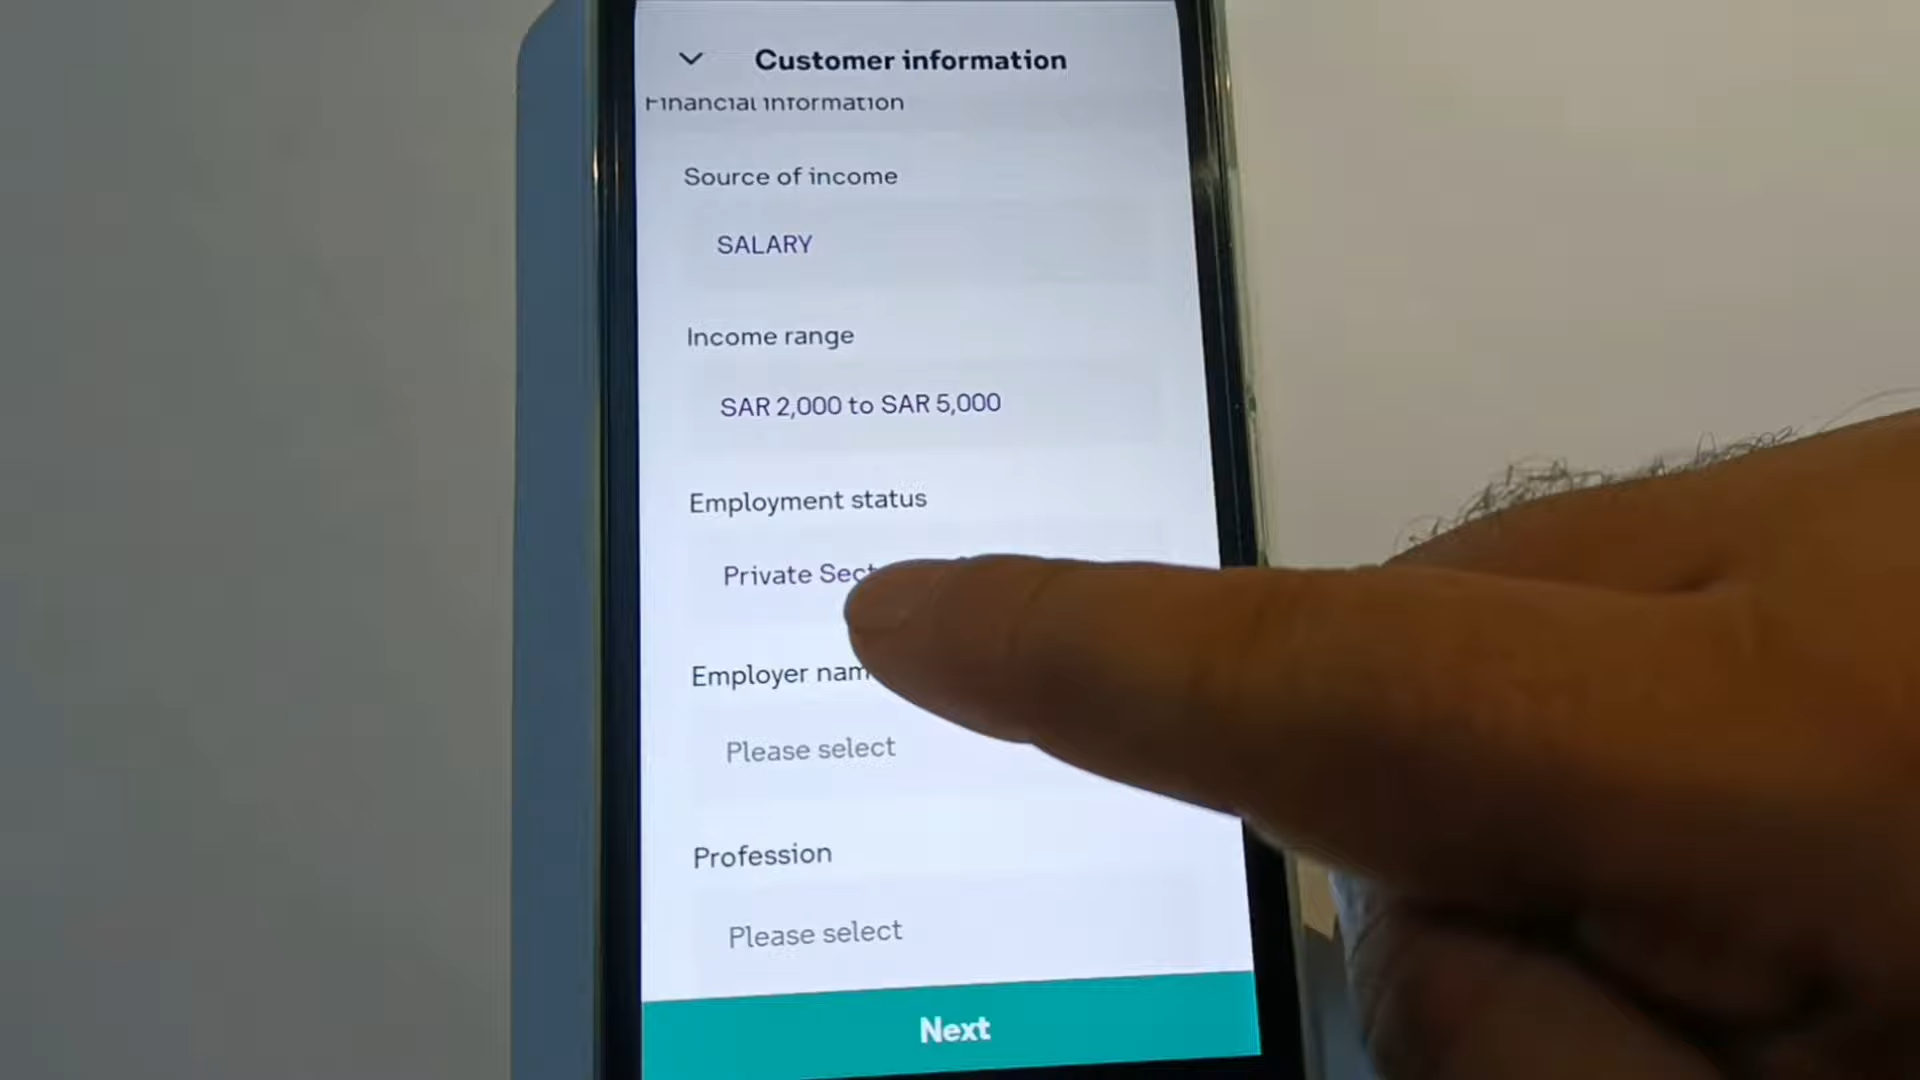 Customer information
Financial information
Source of income
SALARY
Income range
SAR 2,000 to SAR 5,000
Employment status
Private Sect
Employer nam
Please select
Profession
Please select
Next